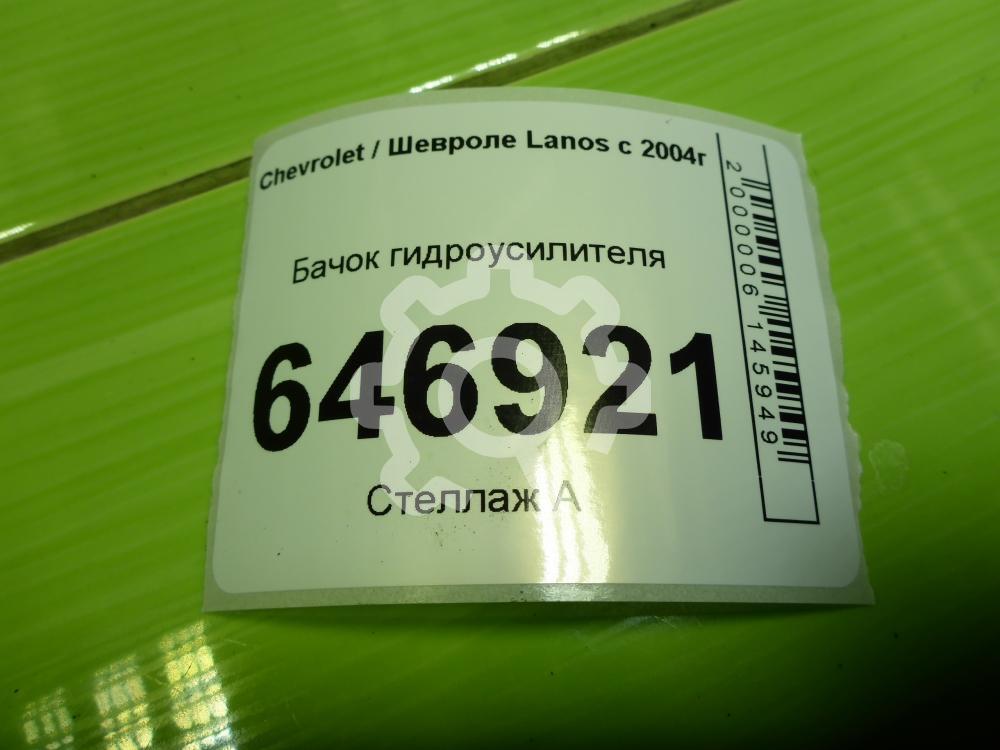 Chevrolet / Шевроле Lanos с 2004г
Бачок гидроусилителя
646921
Стеллаж А
2000006145949